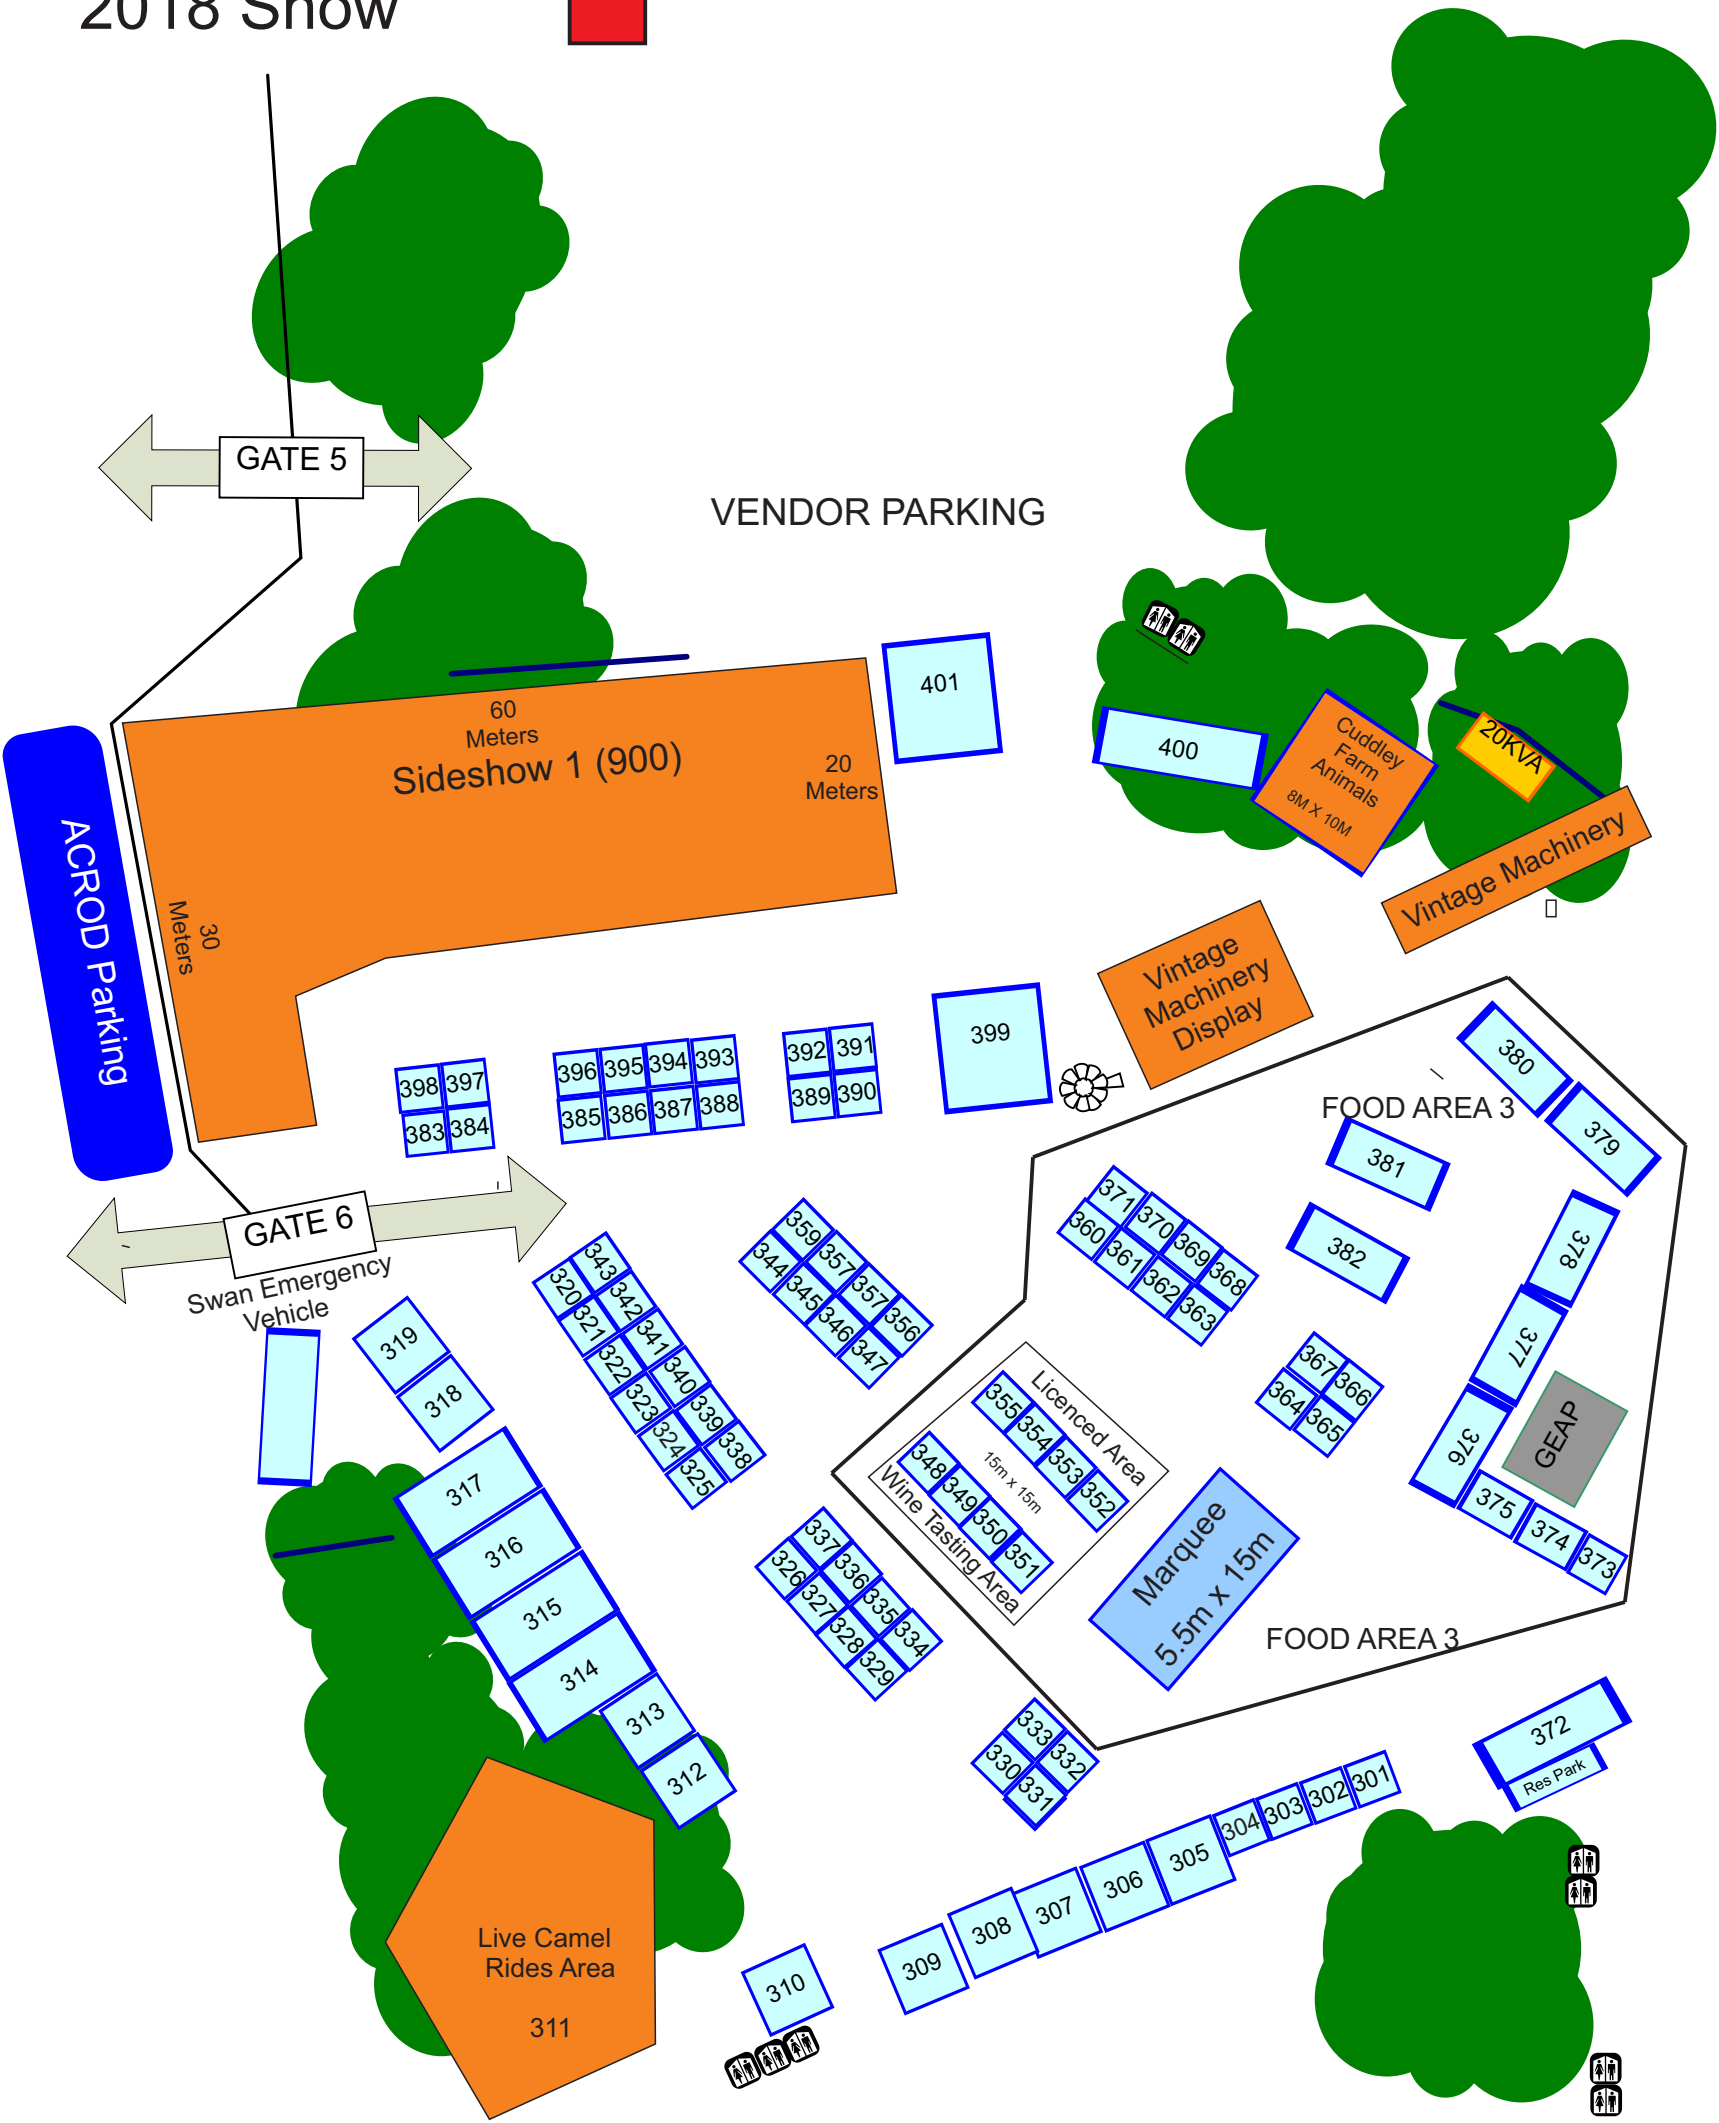 2018 Show
GATE 5
VENDOR PARKING
401
60
Meters
Sideshow 1 (900)
20
Meters
30
Meters
ACROD Parking
400
Cuddley
Farm
Animals
8M X 10M
20KVA
Vintage Machinery
Vintage
Machinery
Display
399
398 397
383 384
396 395 394 393
385 386 387 388
392 391
389 390
GATE 6
Swan Emergency
Vehicle
FOOD AREA 3
380
379
381
382
378
377
376
GEAP
375
374
373
371
370
369
368
360
361
362
363
367
366
364
365
359
357
357
356
344
345
346
347
343
342
341
340
339
338
320
321
322
323
324
325
319
318
317
316
315
314
313
312
Licenced Area
355
354
353
352
15m x 15m
348
349
350
351
Wine Tasting Area
Marquee
5.5m x 15m
FOOD AREA 3
337
336
335
334
326
327
328
329
333
332
330
331
372
Res Park
301
302
303
304
305
306
307
308
309
310
Live Camel
Rides Area
311